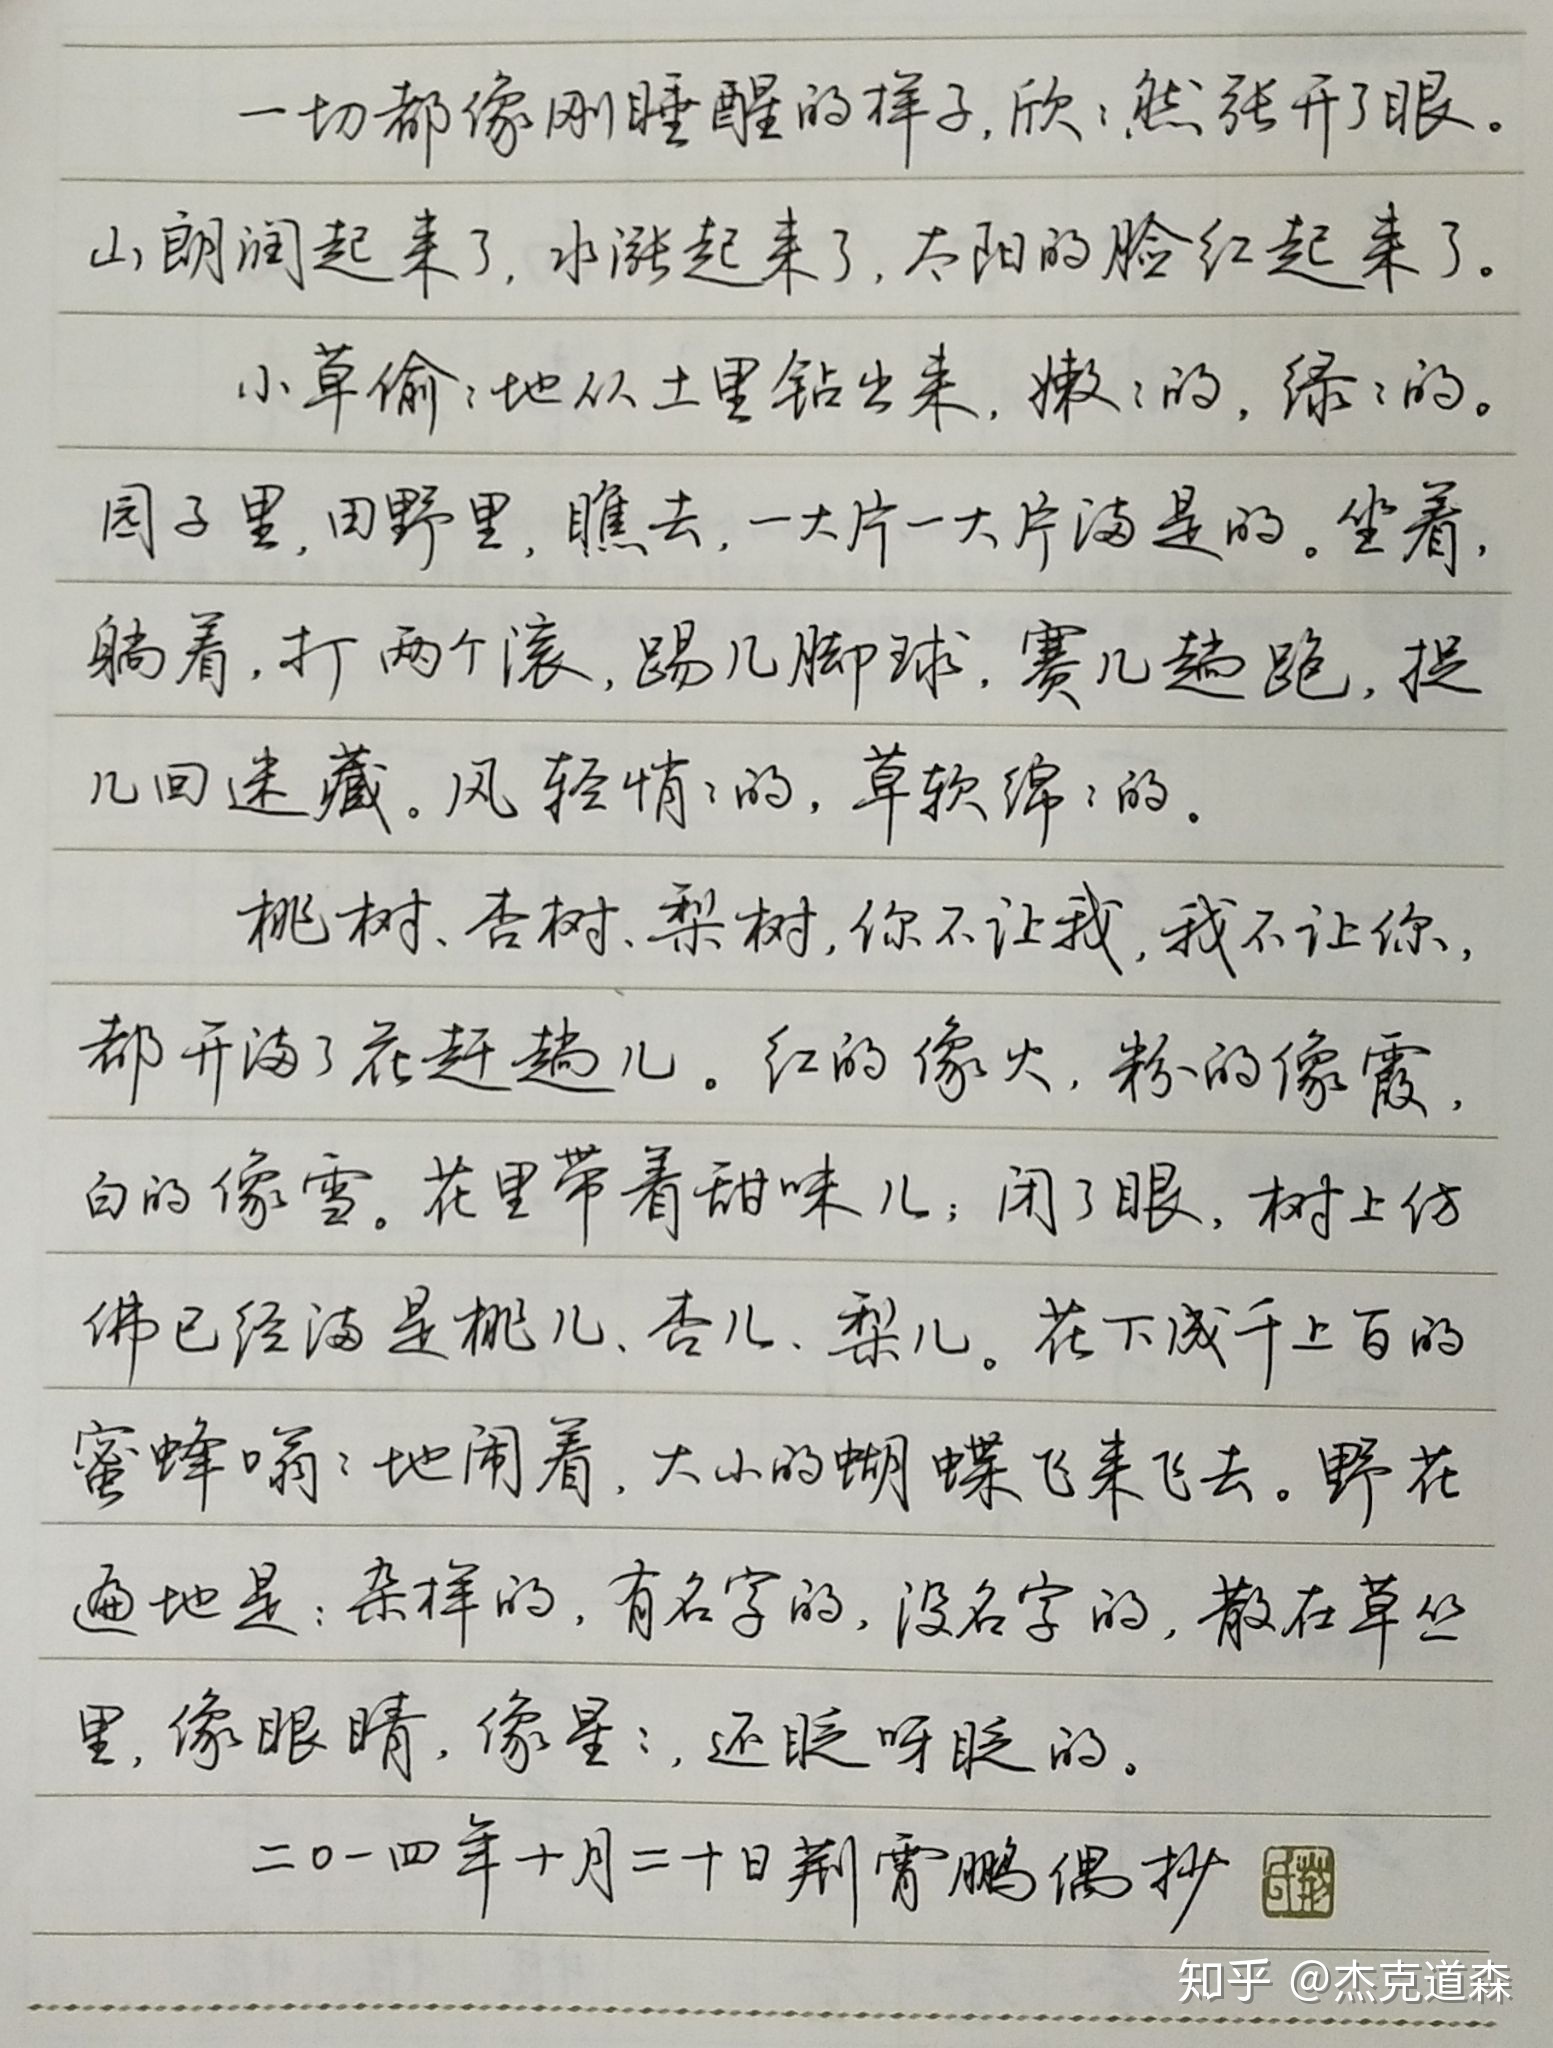 一切都像刚睡醒的样子，欣:然张开了眼。
山朗润起来了，水涨起来了，太阳的脸红起来了。
小草偷:地从土里钻出来，嫩:的，绿:的。
园子里，田野里，瞧去，一大片一大片满是的。坐着，
躺着，打两个滚，踢几脚球，赛几趟跑，捉
几回迷藏。风轻悄:的，草软绵:的。
桃树、杏树、梨树，你不让我，我不让你，
都开满了花赶趟儿。红的像火，粉的像霞，
白的像雪。花里带着甜味儿；闭了眼，树上仿
佛已经满是桃儿、杏儿、梨儿。花下成千上百的
蜜蜂嗡:地闹着，大小的蝴蝶飞来飞去。野花
遍地是：杂样的，有名字的，没名字的，散在草丛
里，像眼睛，像星:，还眨呀眨的。
二〇一四年十月二十日荆霄鹏偶抄
知乎 @杰克道森